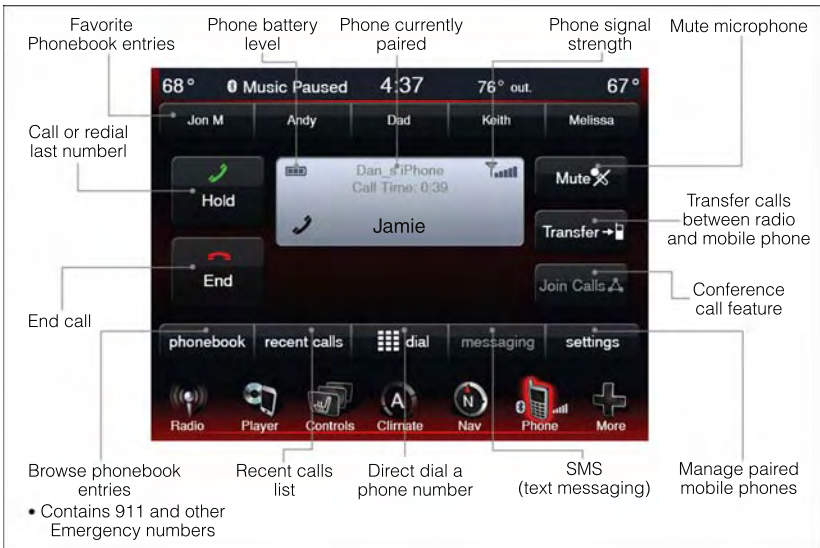 Favorite
Phonebook entries
Phone battery
level
Phone currently
paired
Phone signal
strength
Mute microphone
68° Music Paused 4:37 76° out. 67°
Jon M Andy Dad Keith Melissa
Call or redial
last numberl
Hold
Dan_s iPhone
Call Time: 0:39
Jamie
Mute
Transfer
Transfer calls
between radio
and mobile phone
End
Join Calls
Conference
call feature
End call
phonebook recent calls dial messaging settings
A N
Radio Player Controls Climate Nav Phone More
Browse phonebook
entries
• Contains 911 and other
Emergency numbers
Recent calls
list
Direct dial a
phone number
SMS
(text messaging)
Manage paired
mobile phones